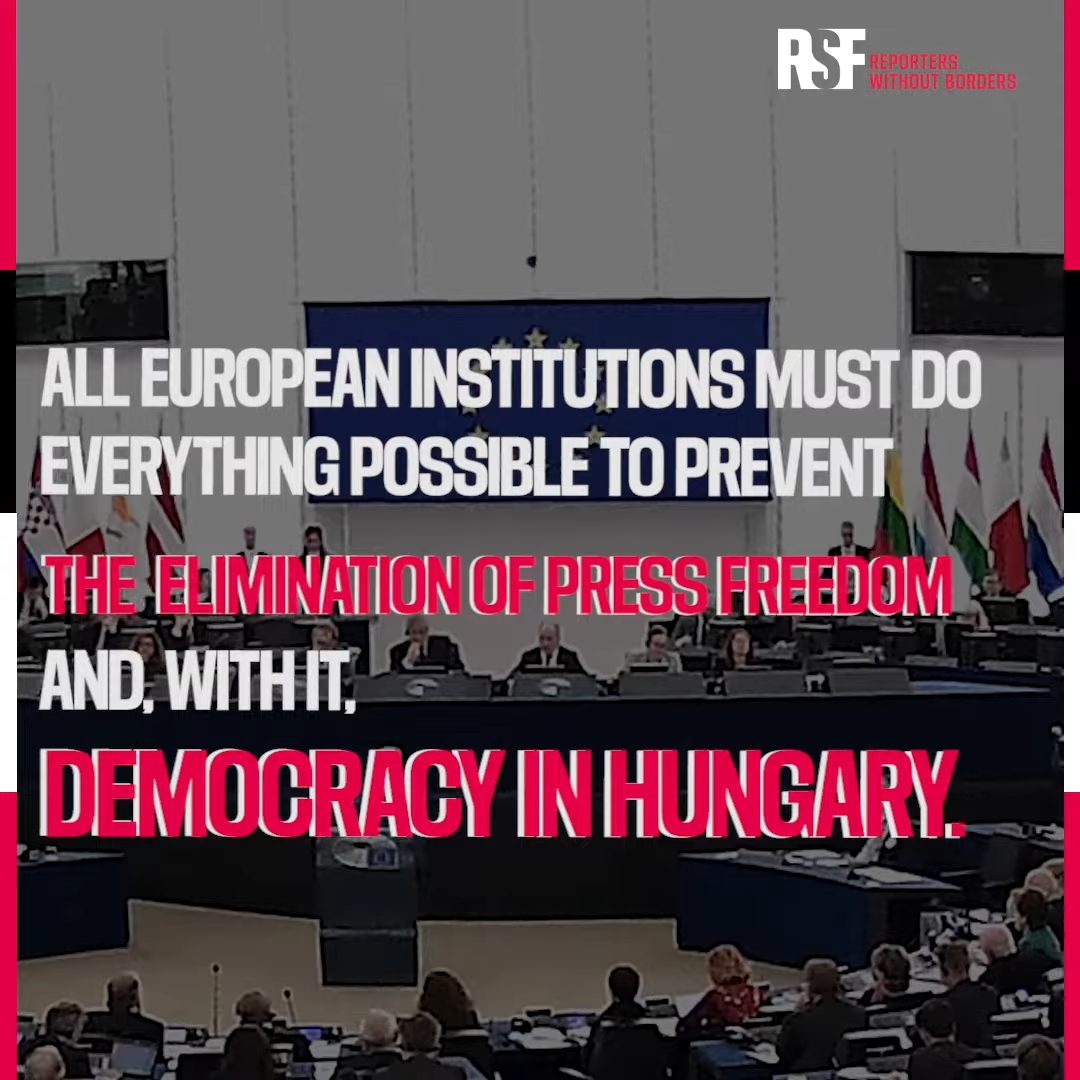 RSF REPORTERS
WITHOUT BORDERS
ALL EUROPEAN INSTITUTIONS MUST DO
EVERYTHING POSSIBLE TO PREVENT
THE ELIMINATION OF PRESS FREEDOM
AND, WITH IT,
DEMOCRACY IN HUNGARY.